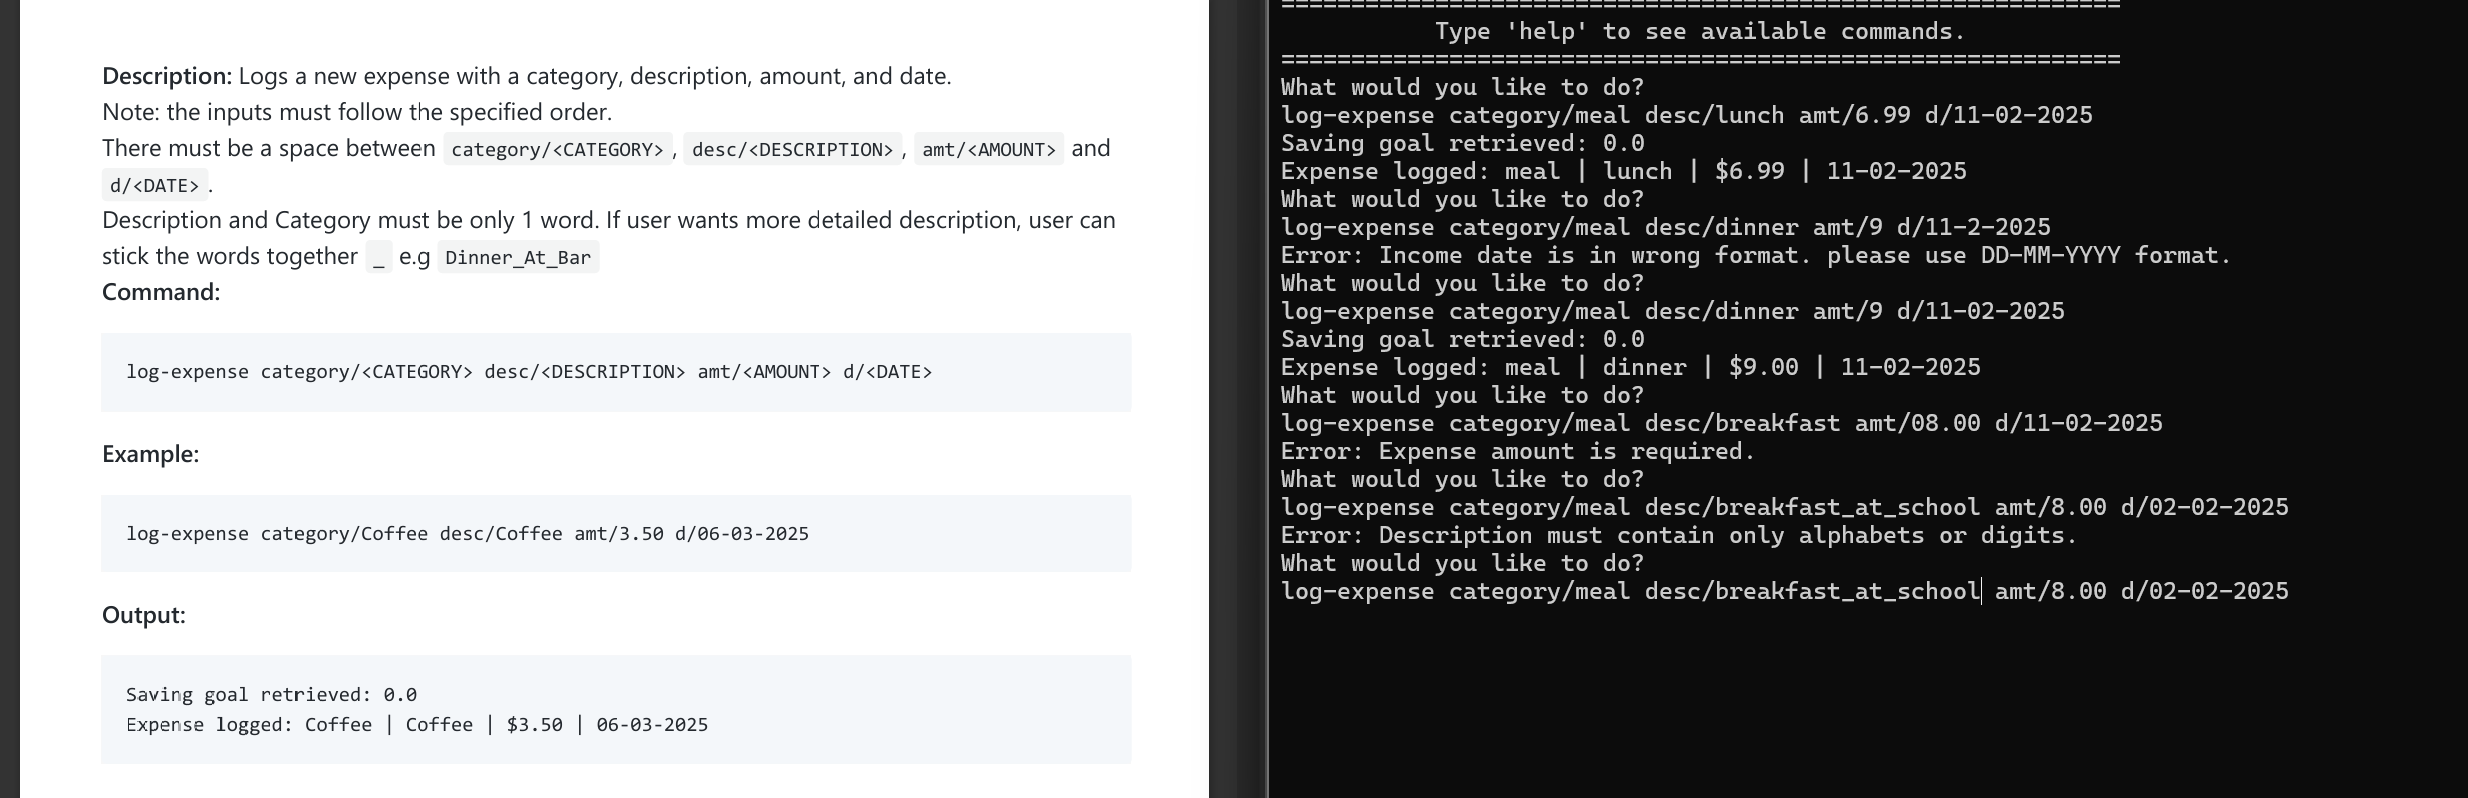 Description: Logs a new expense with a category, description, amount, and date.
Note: the inputs must follow the specified order.
There must be a space between category/<CATEGORY> , desc/<DESCRIPTION> , amt/<AMOUNT> and
d/<DATE> .
Description and Category must be only 1 word. If user wants more detailed description, user can
stick the words together _ e.g Dinner_At_Bar
Command:
log-expense category/<CATEGORY> desc/<DESCRIPTION> amt/<AMOUNT> d/<DATE>
Example:
log-expense category/Coffee desc/Coffee amt/3.50 d/06-03-2025
Output:
Saving goal retrieved: 0.0
Expense logged: Coffee | Coffee | $3.50 | 06-03-2025
============================================================
Type 'help' to see available commands.
============================================================
What would you like to do?
log-expense category/meal desc/lunch amt/6.99 d/11-02-2025
Saving goal retrieved: 0.0
Expense logged: meal | lunch | $6.99 | 11-02-2025
What would you like to do?
log-expense category/meal desc/dinner amt/9 d/11-2-2025
Error: Income date is in wrong format. please use DD-MM-YYYY format.
What would you like to do?
log-expense category/meal desc/dinner amt/9 d/11-02-2025
Saving goal retrieved: 0.0
Expense logged: meal | dinner | $9.00 | 11-02-2025
What would you like to do?
log-expense category/meal desc/breakfast amt/08.00 d/11-02-2025
Error: Expense amount is required.
What would you like to do?
log-expense category/meal desc/breakfast_at_school amt/8.00 d/02-02-2025
Error: Description must contain only alphabets or digits.
What would you like to do?
log-expense category/meal desc/breakfast_at_school amt/8.00 d/02-02-2025